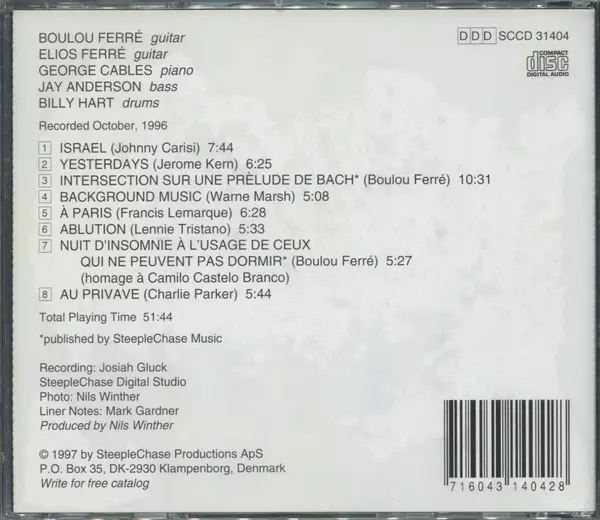 BOULOU FERRÉ guitar
ELIOS FERRÉ guitar
GEORGE CABLES piano
JAY ANDERSON bass
BILLY HART drums
DDD SCCD 31404
COMPACT
disc
DIGITAL AUDIO
Recorded October, 1996
1 ISRAEL (Johnny Carisi) 7:44
2 YESTERDAYS (Jerome Kern) 6:25
3 INTERSECTION SUR UNE PRÈLUDE DE BACH* (Boulou Ferré) 10:31
4 BACKGROUND MUSIC (Warne Marsh) 5:08
5 À PARIS (Francis Lemarque) 6:28
6 ABLUTION (Lennie Tristano) 5:33
7 NUIT D'INSOMNIE À L'USAGE DE CEUX
QUI NE PEUVENT PAS DORMIR* (Boulou Ferré) 5:27
(homage à Camilo Castelo Branco)
8 AU PRIVAVE (Charlie Parker) 5:44
Total Playing Time 51:44
*published by SteepleChase Music
Recording: Josiah Gluck
SteepleChase Digital Studio
Photo: Nils Winther
Liner Notes: Mark Gardner
Produced by Nils Winther
© 1997 by SteepleChase Productions ApS
P.O. Box 35, DK-2930 Klampenborg, Denmark
Write for free catalog
716043 140428